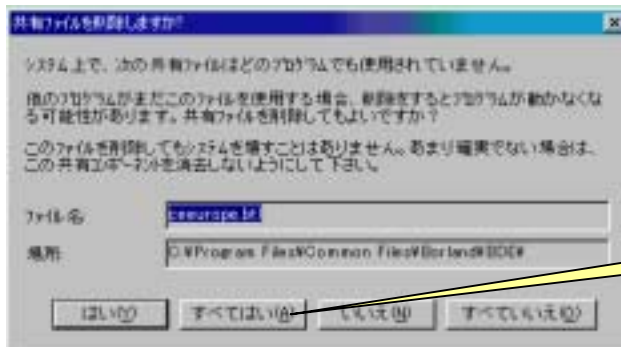 共有ファイルを削除しますか?
システム上で、次の共有ファイルはどのプログラムでも使用されていません。
他のプログラムがまだこのファイルを使用する場合、削除をするとプログラムが動かなくな
る可能性があります。共有ファイルを削除してもよいですか?
このファイルを削除してもシステムを壊すことはありません。あまり確実でない場合は、
この共有コンポーネントを消去しないようにして下さい。
ファイル名
ceeurope.btl
場所:
C:¥Program Files¥Common Files¥Borland¥BDE¥
はい(Y)
すべてはい(A)
いいえ(N)
すべていいえ(O)